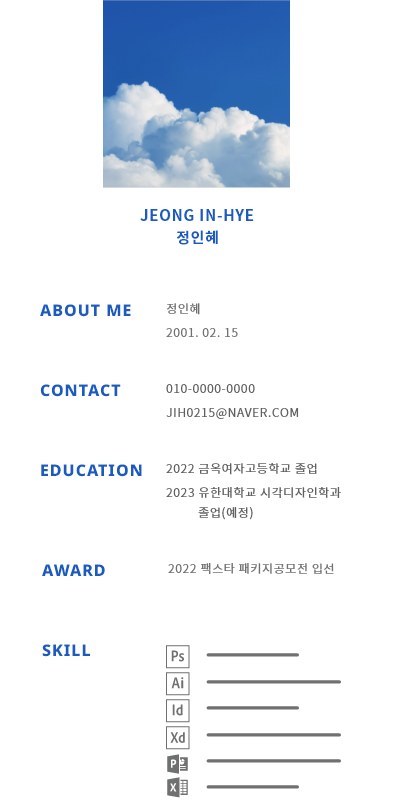 JEONG IN-HYE
정인혜
ABOUT ME
정인혜
2001. 02. 15
CONTACT
010-0000-0000
JIH0215@NAVER.COM
EDUCATION
2022 금옥여자고등학교 졸업
2023 유한대학교 시각디자인학과
졸업(예정)
AWARD
2022 팩스타 패키지공모전 입선
SKILL
Ps
Ai
Id
Xd
P
X